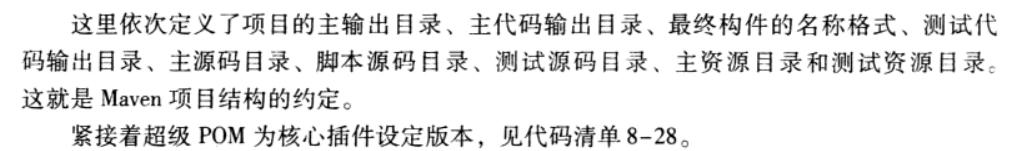 这里依次定义了项目的主输出目录、主代码输出目录、最终构件的名称格式、测试代
码输出目录、主源码目录、脚本源码目录、测试源码目录、主资源目录和测试资源目录。
这就是 Maven 项目结构的约定。
紧接着超级 POM 为核心插件设定版本，见代码清单 8-28。